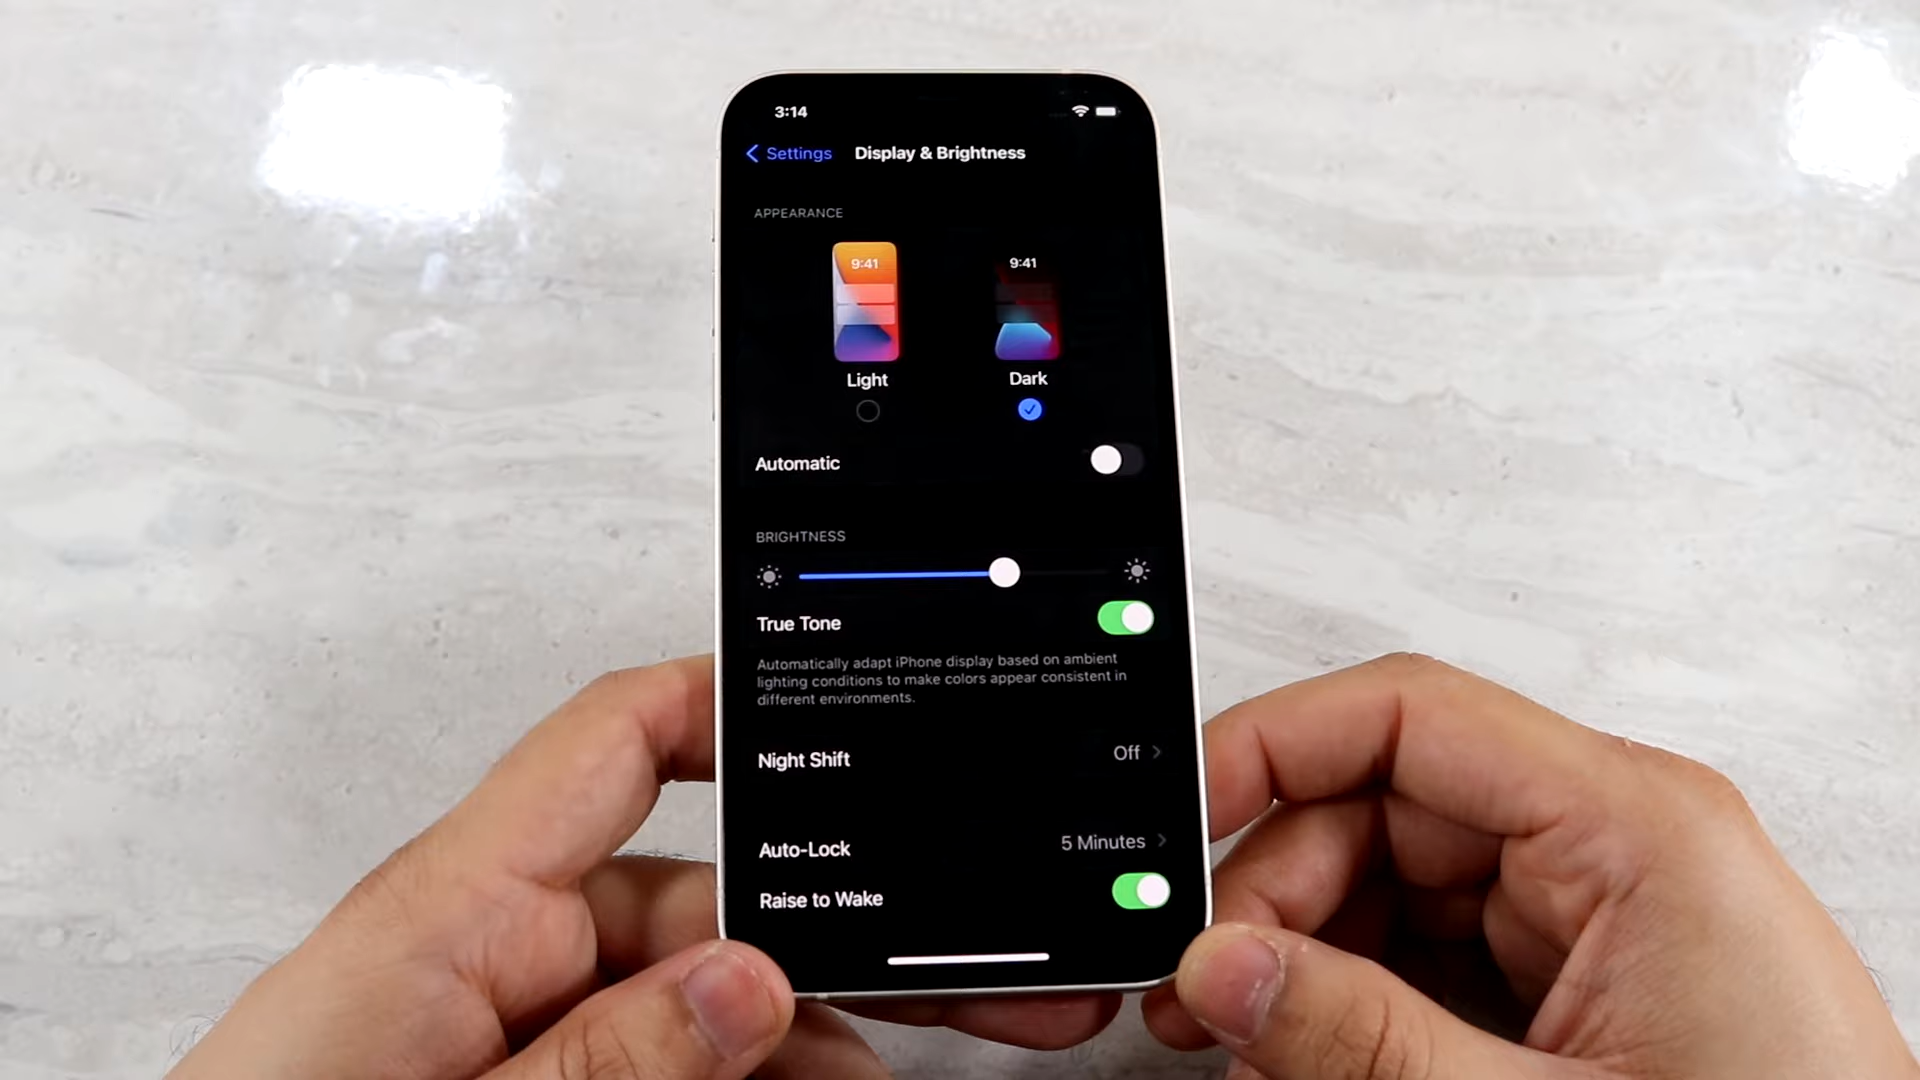 3:14
Settings Display & Brightness
APPEARANCE
9:41 9:41
Light Dark
Automatic
BRIGHTNESS
True Tone
Automatically adapt iPhone display based on ambient
lighting conditions to make colors appear consistent in
different environments.
Night Shift Off
Auto-Lock 5 Minutes
Raise to Wake